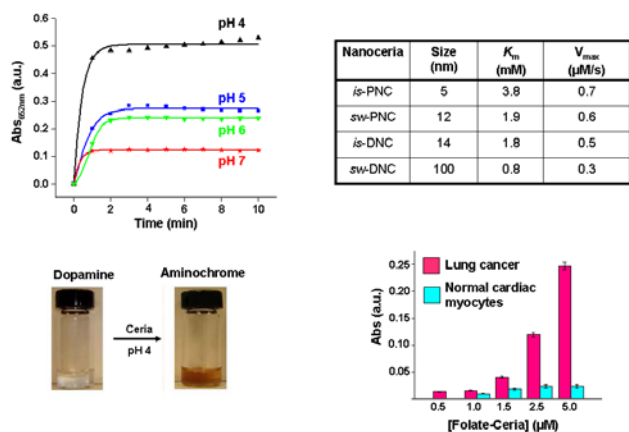 pH 4
pH 5
pH 6
pH 7
Abs652nm (a.u.)
0.5
0.4
0.3
0.2
0.1
0.0
0 2 4 6 8 10
Time (min)
Nanoceria Size (nm) Km (mM) Vmax (µM/s)
is-PNC 5 3.8 0.7
sw-PNC 12 1.9 0.6
is-DNC 14 1.8 0.5
sw-DNC 100 0.8 0.3
Dopamine Aminochrome
Ceria
pH 4
Lung cancer
Normal cardiac
myocytes
Abs (a.u.)
0.25
0.20
0.15
0.10
0.05
0.5 1.0 1.5 2.5 5.0
[Folate-Ceria] (µM)